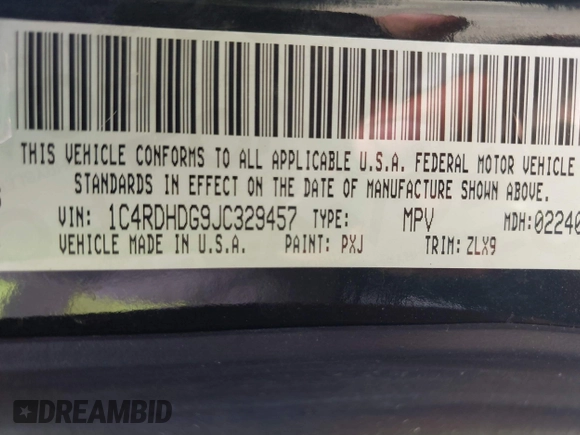 THIS VEHICLE CONFORMS TO ALL APPLICABLE U.S.A. FEDERAL MOTOR VEHICLE
STANDARDS IN EFFECT ON THE DATE OF MANUFACTURE SHOWN ABOVE.
VIN: 1C4RDHDG9JC329457 TYPE: MPV MDH:02240
VEHICLE MADE IN U.S.A. PAINT: PXJ TRIM: ZLX9
DREAMBID